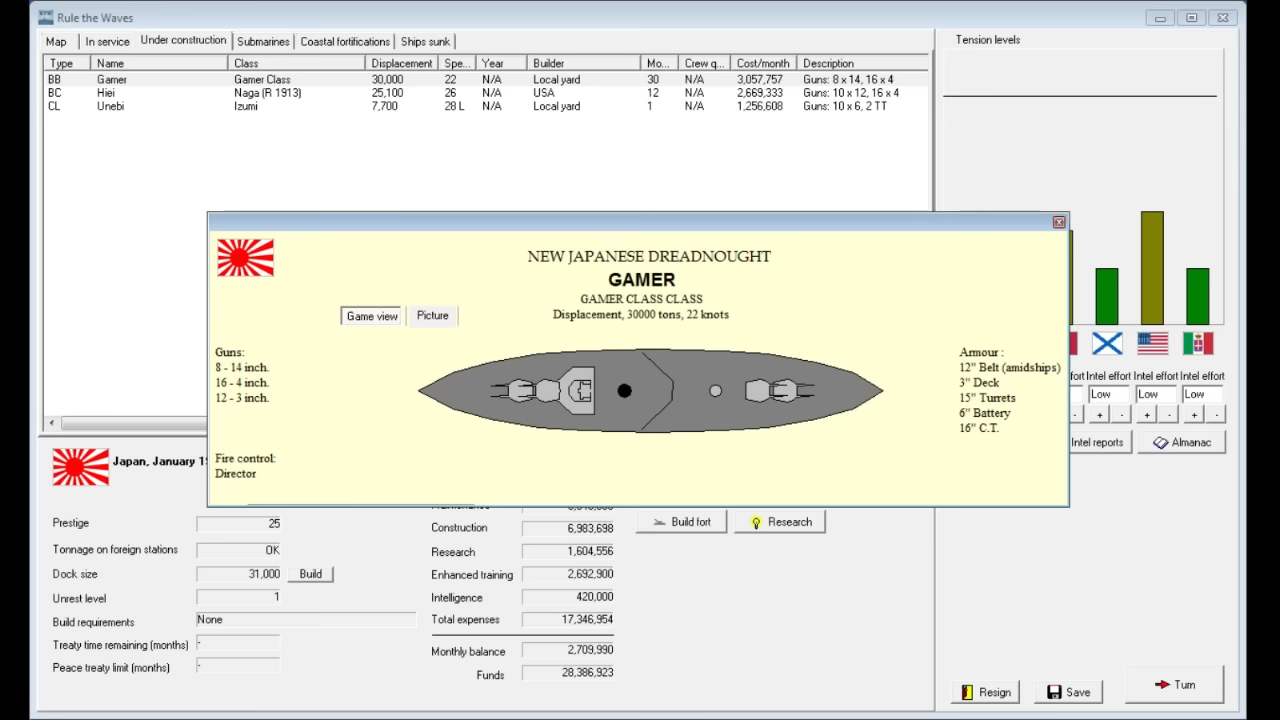 Rule the Waves
Map In service Under construction Submarines Coastal fortifications Ships sunk
Tension levels
Type Name Class Displacement Spe... Year Builder Mo... Crew q... Cost/month Description
BB Gamer Gamer Class 30,000 22 N/A Local yard 30 N/A 3,057,757 Guns: 8 x 14, 16 x 4
BC Hiei Naga (R 1913) 25,100 26 N/A USA 12 N/A 2,669,333 Guns: 10 x 12, 16 x 4
CL Unebi Izumi 7,700 28 L N/A Local yard 1 N/A 1,256,608 Guns: 10 x 6, 2 TT
NEW JAPANESE DREADNOUGHT
GAMER
GAMER CLASS CLASS
Displacement, 30000 tons, 22 knots
Game view Picture
Guns:
8 - 14 inch.
16 - 4 inch.
12 - 3 inch.
Fire control:
Director
Armour :
12" Belt (amidships)
3" Deck
15" Turrets
6" Battery
16" C.T.
Intel effort Intel effort Intel effort
Low Low Low
- + - + - + -
Intel reports Almanac
Japan, January 1
Prestige 25
Tonnage on foreign stations OK
Dock size 31,000 Build
Unrest level 1
Build requirements None
Treaty time remaining (months) -
Peace treaty limit (months) -
Construction 6,983,698
Research 1,604,556
Enhanced training 2,692,900
Intelligence 420,000
Total expenses 17,346,954
Monthly balance 2,709,990
Funds 28,386,923
Build fort Research
Resign Save Turn